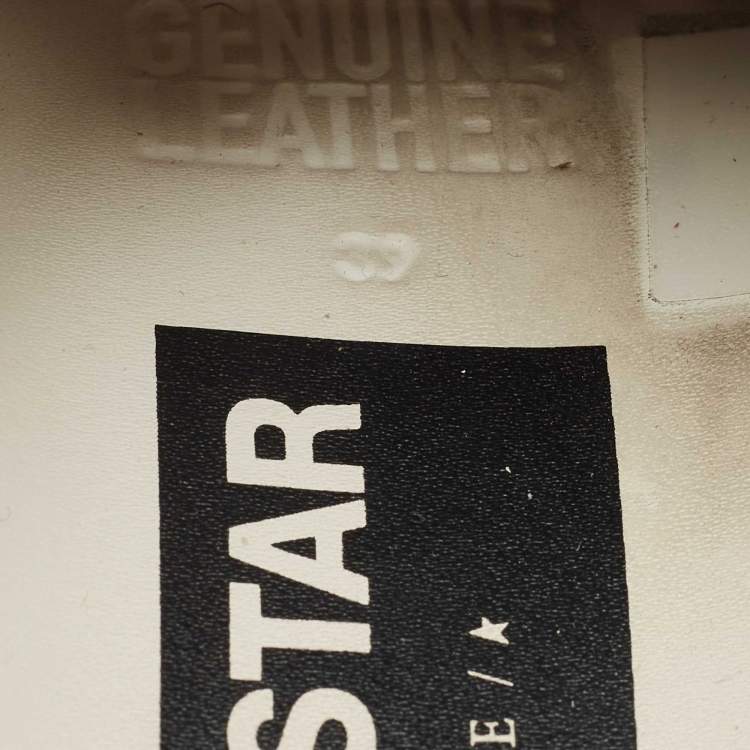 GENUINE
LEATHER
39
STAR
E / ★